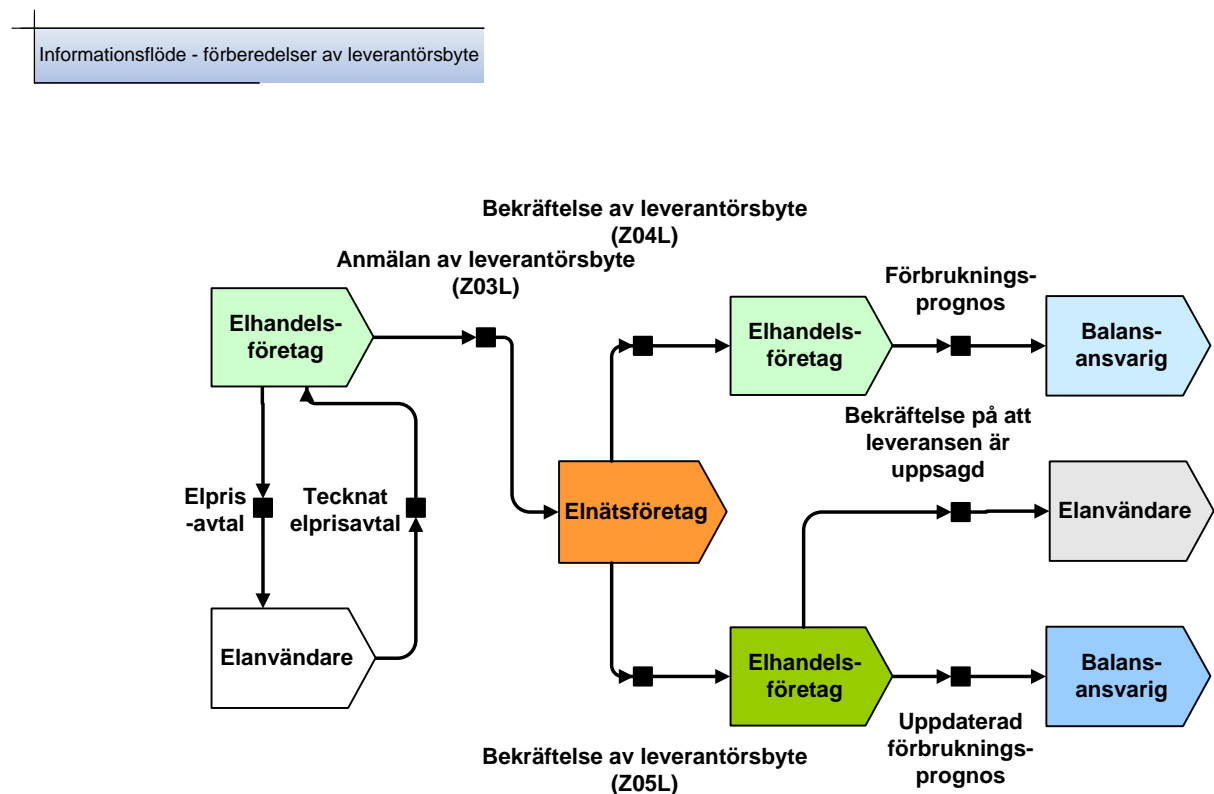 Informationsflöde - förberedelser av leverantörsbyte
Bekräftelse av leverantörsbyte
(Z04L)
Anmälan av leverantörsbyte
(Z03L)
Elhandels-
företag
Elhandels-
företag
Förbruknings-
prognos
Balans-
ansvarig
Bekräftelse på att
leveransen är
uppsagd
Elpris
-avtal
Tecknat
elprisavtal
Elnätsföretag
Elanvändare
Elanvändare
Elhandels-
företag
Balans-
ansvarig
Uppdaterad
förbruknings-
prognos
Bekräftelse av leverantörsbyte
(Z05L)